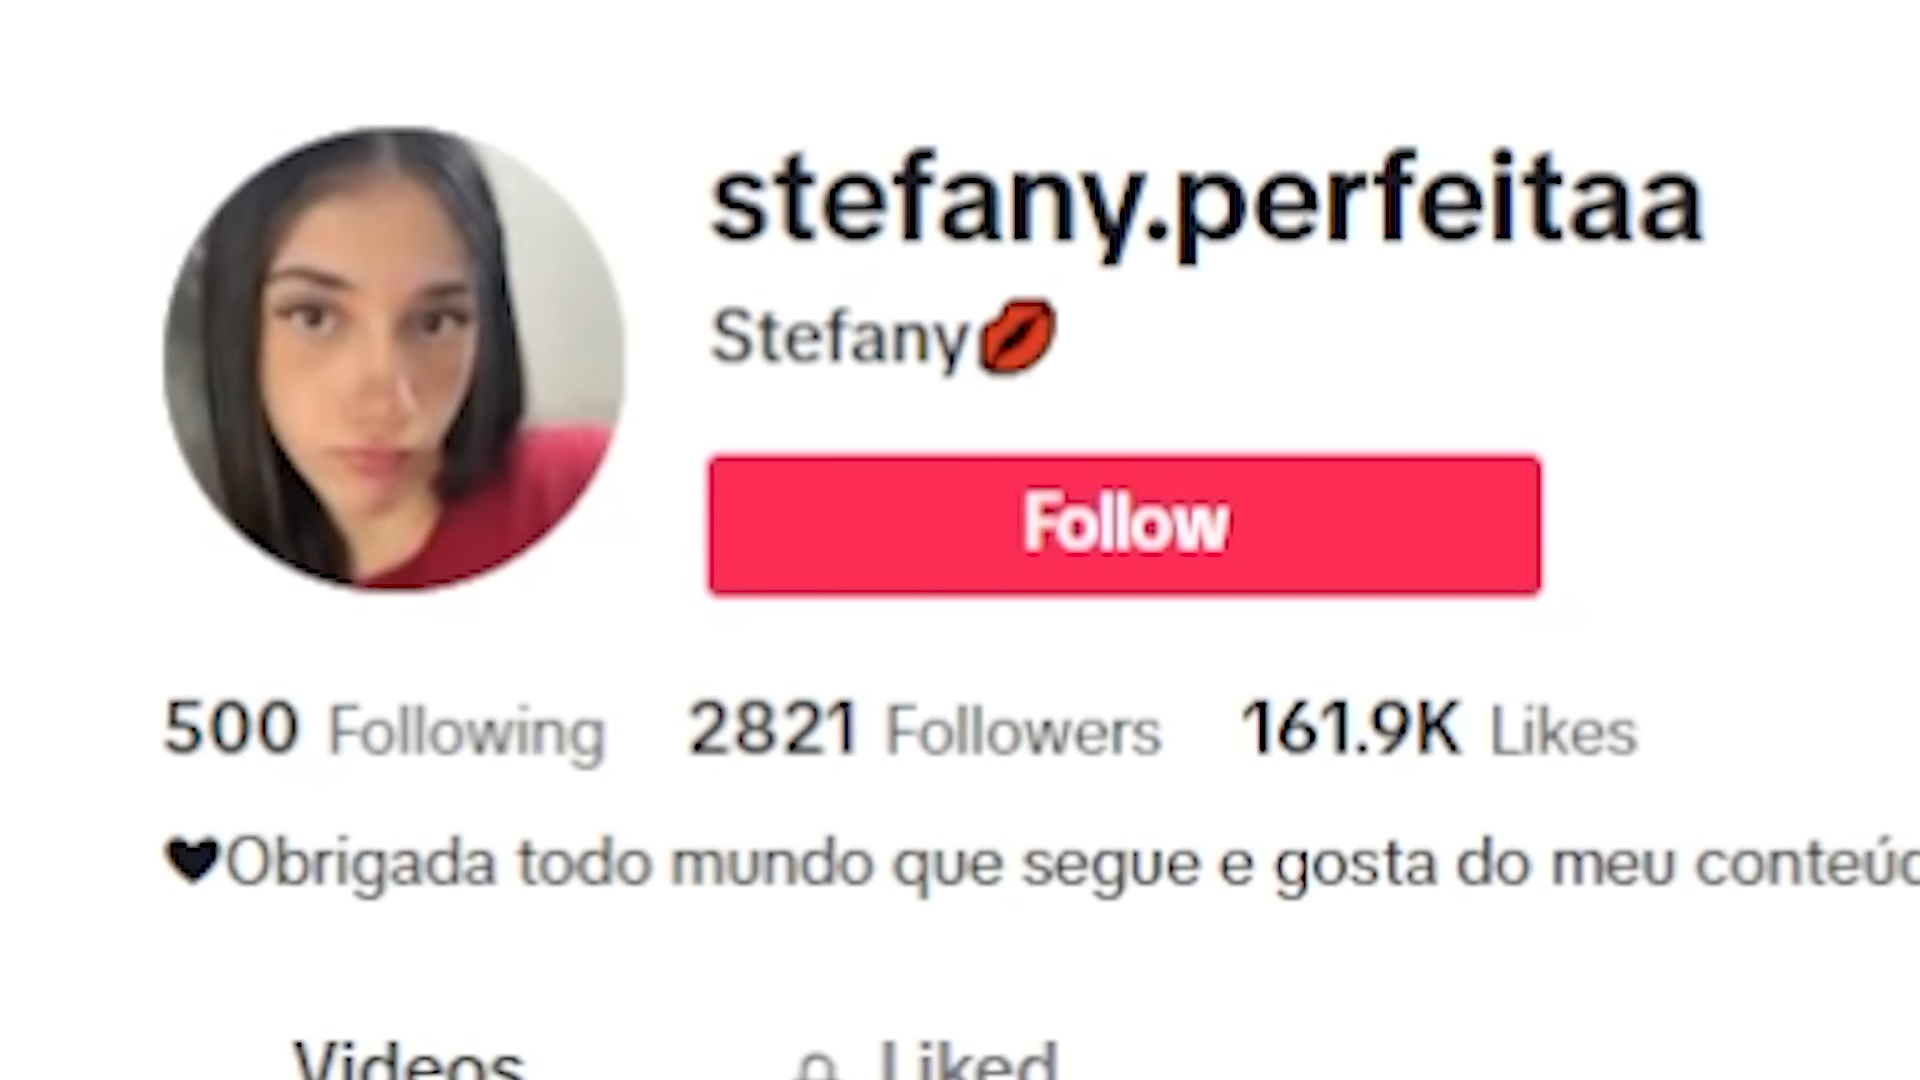 stefany.perfeitaa
Stefany💋
Follow
500 Following 2821 Followers 161.9K Likes
🖤Obrigada todo mundo que segue e gosta do meu
Videos Liked